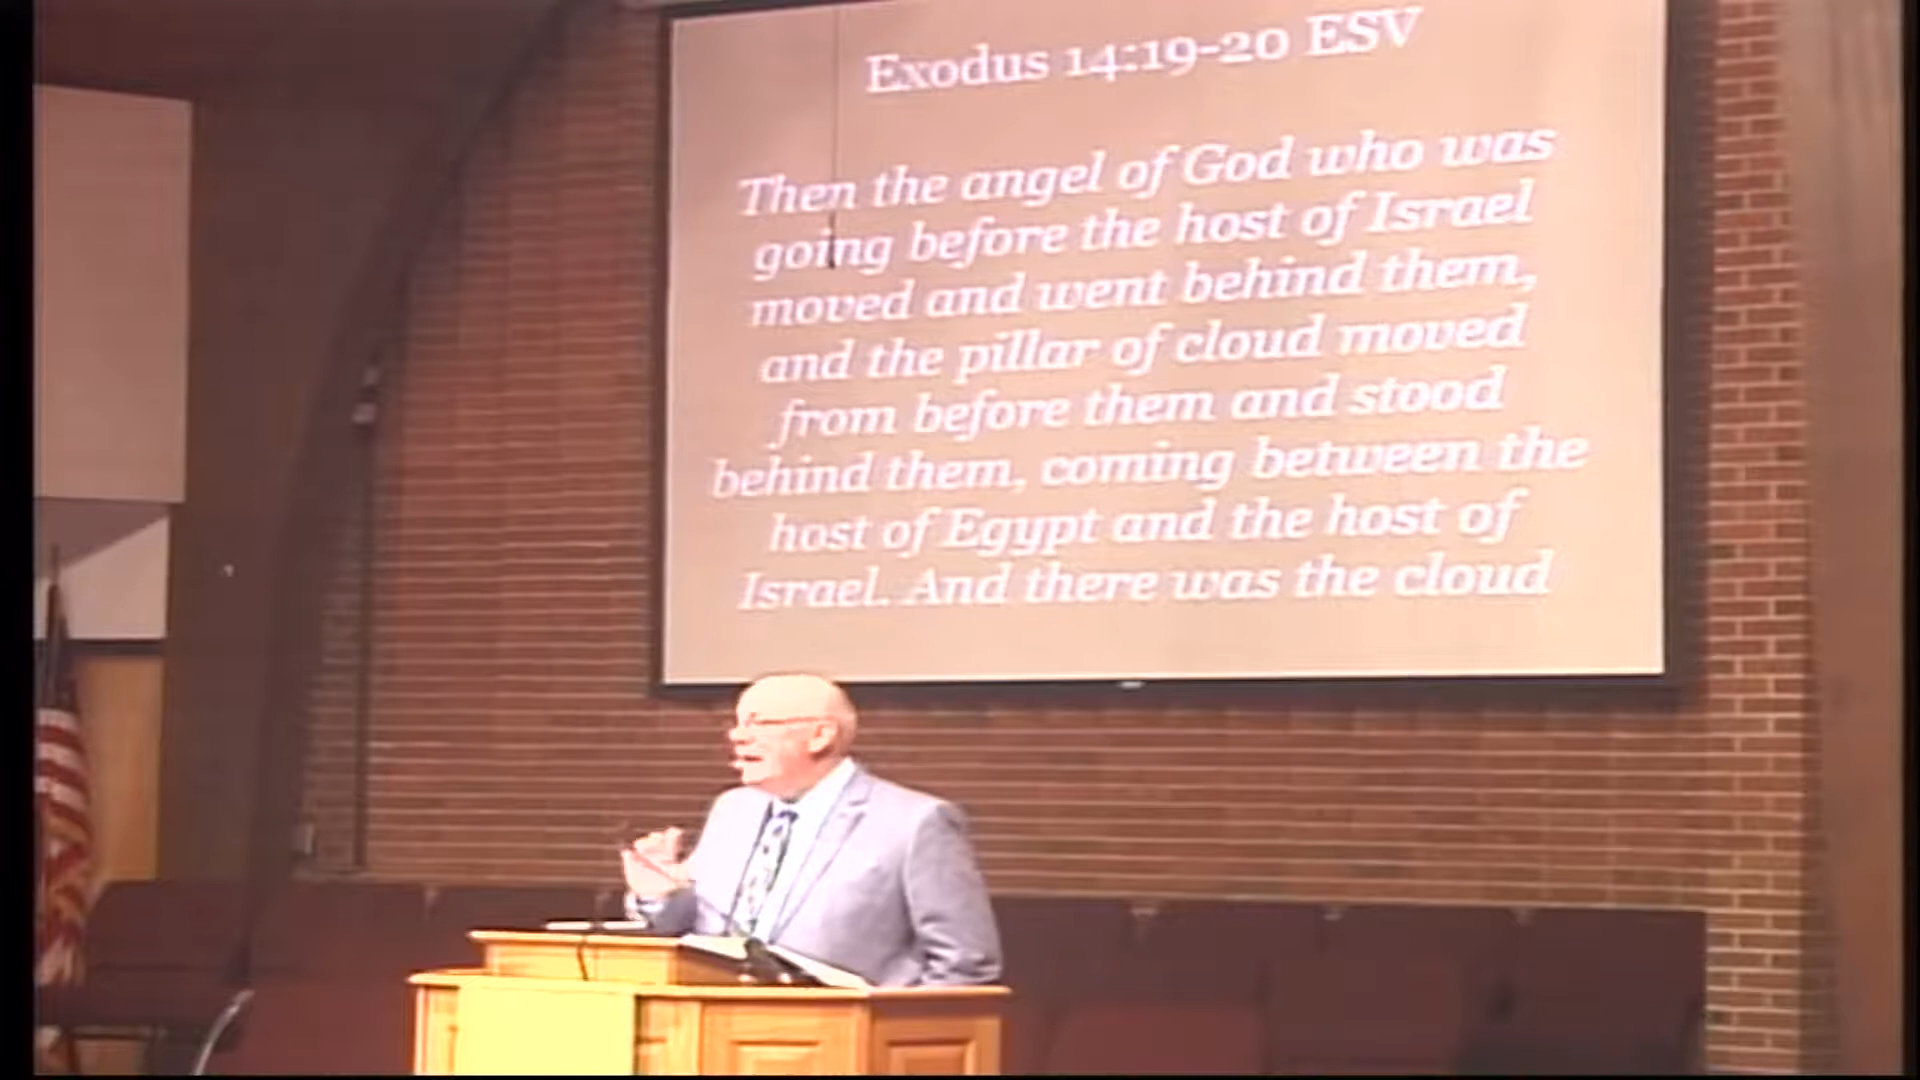 Exodus 14:19-20 ESV
Then the angel of God who was
going before the host of Israel
moved and went behind them,
and the pillar of cloud moved
from before them and stood
behind them, coming between the
host of Egypt and the host of
Israel. And there was the cloud